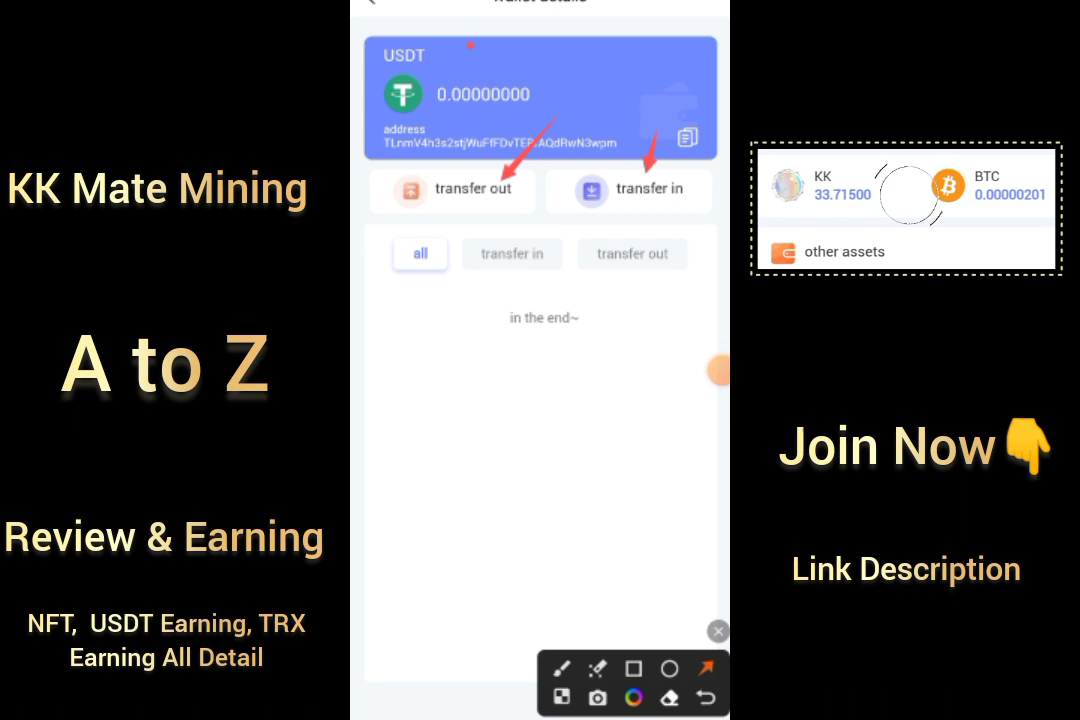 KK Mate Mining
A to Z
Review & Earning
NFT, USDT Earning, TRX
Earning All Detail
USDT
0.00000000
address
transfer out
transfer in
all
transfer in
transfer out
in the end~
KK
33.71500
BTC
0.00000201
other assets
Join Now
Link Description